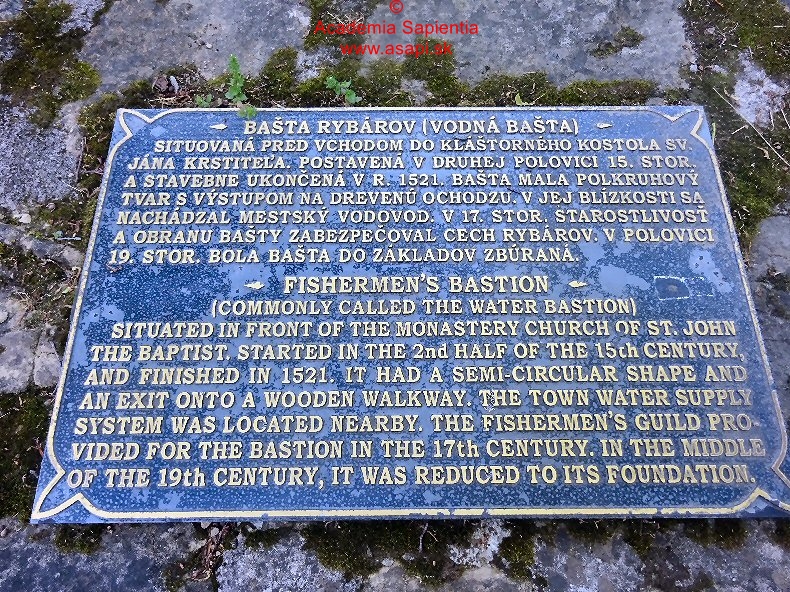 ©
Academia Sapientia
www.asapi.sk
BAŠTA RYBÁROV (VODNÁ BAŠTA)
SITUOVANÁ PRED VCHODOM DO KLÁŠTORNÉHO KOSTOLA SV.
JÁNA KRSTITEĽA. POSTAVENÁ V DRUHEJ POLOVICI 15. STOR.
A STAVEBNE UKONČENÁ V R. 1521. BAŠTA MALA POLKRUHOVÝ
TVAR S VÝSTUPOM NA DREVENÚ OCHODZU. V JEJ BLÍZKOSTI SA
NACHÁDZAL MESTSKÝ VODOVOD. V 17. STOR. STAROSTLIVOSŤ
A OBRANU BAŠTY ZABEZPEČOVAL CECH RYBÁROV. V POLOVICI
19. STOR. BOLA BAŠTA DO ZÁKLADOV ZBÚRANÁ.
FISHERMEN'S BASTION
(COMMONLY CALLED THE WATER BASTION)
SITUATED IN FRONT OF THE MONASTERY CHURCH OF ST. JOHN
THE BAPTIST. STARTED IN THE 2nd HALF OF THE 15th CENTURY,
AND FINISHED IN 1521. IT HAD A SEMI-CIRCULAR SHAPE AND
AN EXIT ONTO A WOODEN WALKWAY. THE TOWN WATER SUPPLY
SYSTEM WAS LOCATED NEARBY. THE FISHERMEN'S GUILD PRO-
VIDED FOR THE BASTION IN THE 17th CENTURY. IN THE MIDDLE
OF THE 19th CENTURY, IT WAS REDUCED TO ITS FOUNDATION.